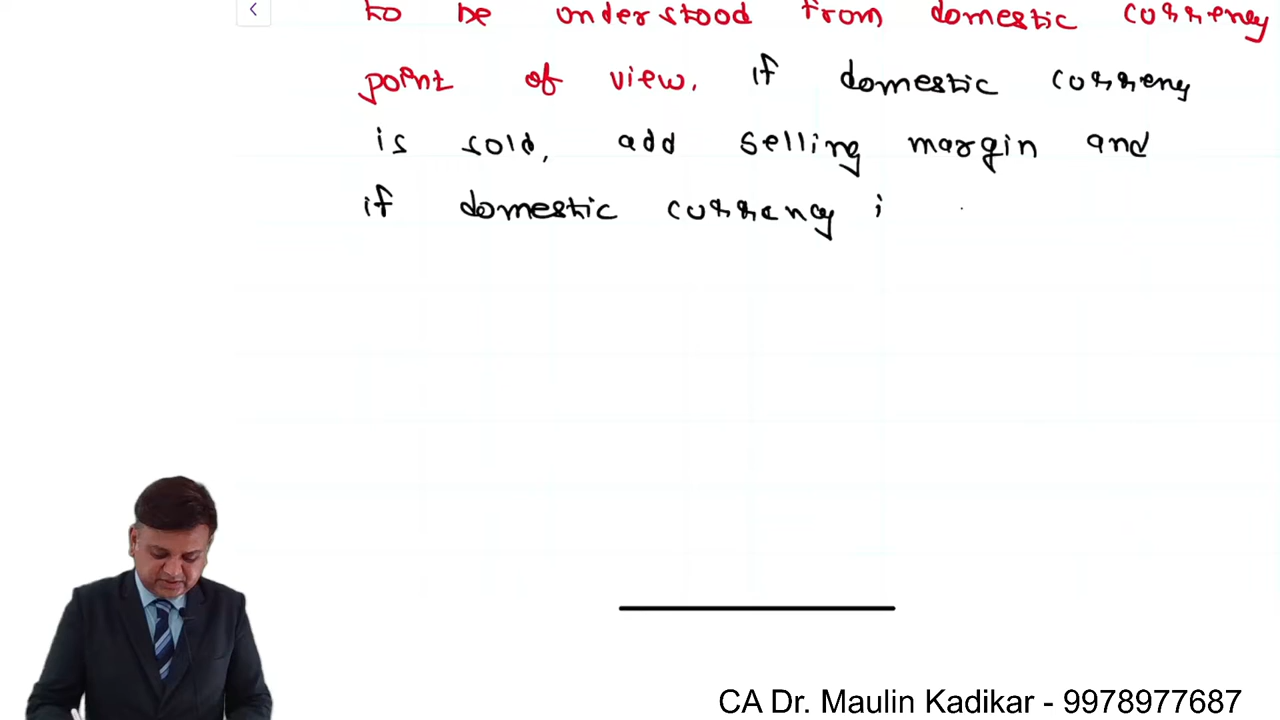 to be understood from domestic currency
point of view. if domestic curreny
is sold, add selling margin and
if domestic currency i
CA Dr. Maulin Kadikar - 9978977687